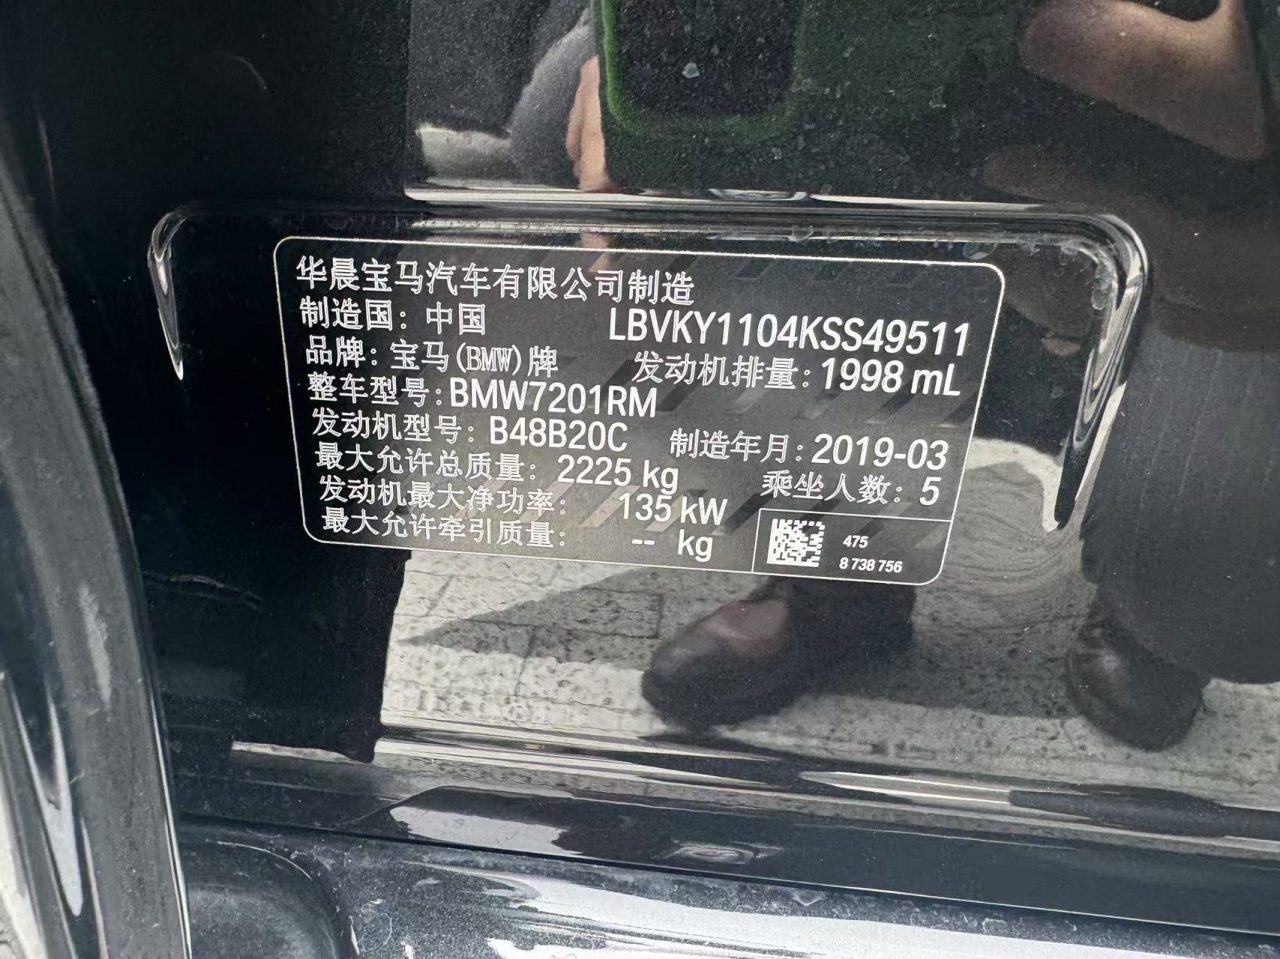 华晨宝马汽车有限公司制造
制造国：中国 LBVKY1104KSS49511
品牌：宝马(BMW)牌 发动机排量：1998 mL
整车型号：BMW7201RM
发动机型号：B48B20C 制造年月：2019-03
最大允许总质量：2225 kg 乘坐人数：5
发动机最大净功率：135 kW
最大允许牵引质量：-- kg
475
8 738 756